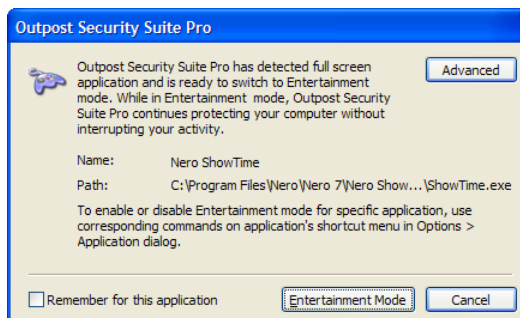 Outpost Security Suite Pro
Outpost Security Suite Pro has detected full screen
application and is ready to switch to Entertainment
mode. While in Entertainment mode, Outpost Security
Suite Pro continues protecting your computer without
interrupting your activity.
Advanced
Name: Nero ShowTime
Path: C:\Program Files\Nero\Nero 7\Nero Show...\ShowTime.exe
To enable or disable Entertainment mode for specific application, use
corresponding commands on application's shortcut menu in Options >
Application dialog.
Remember for this application
Entertainment Mode
Cancel